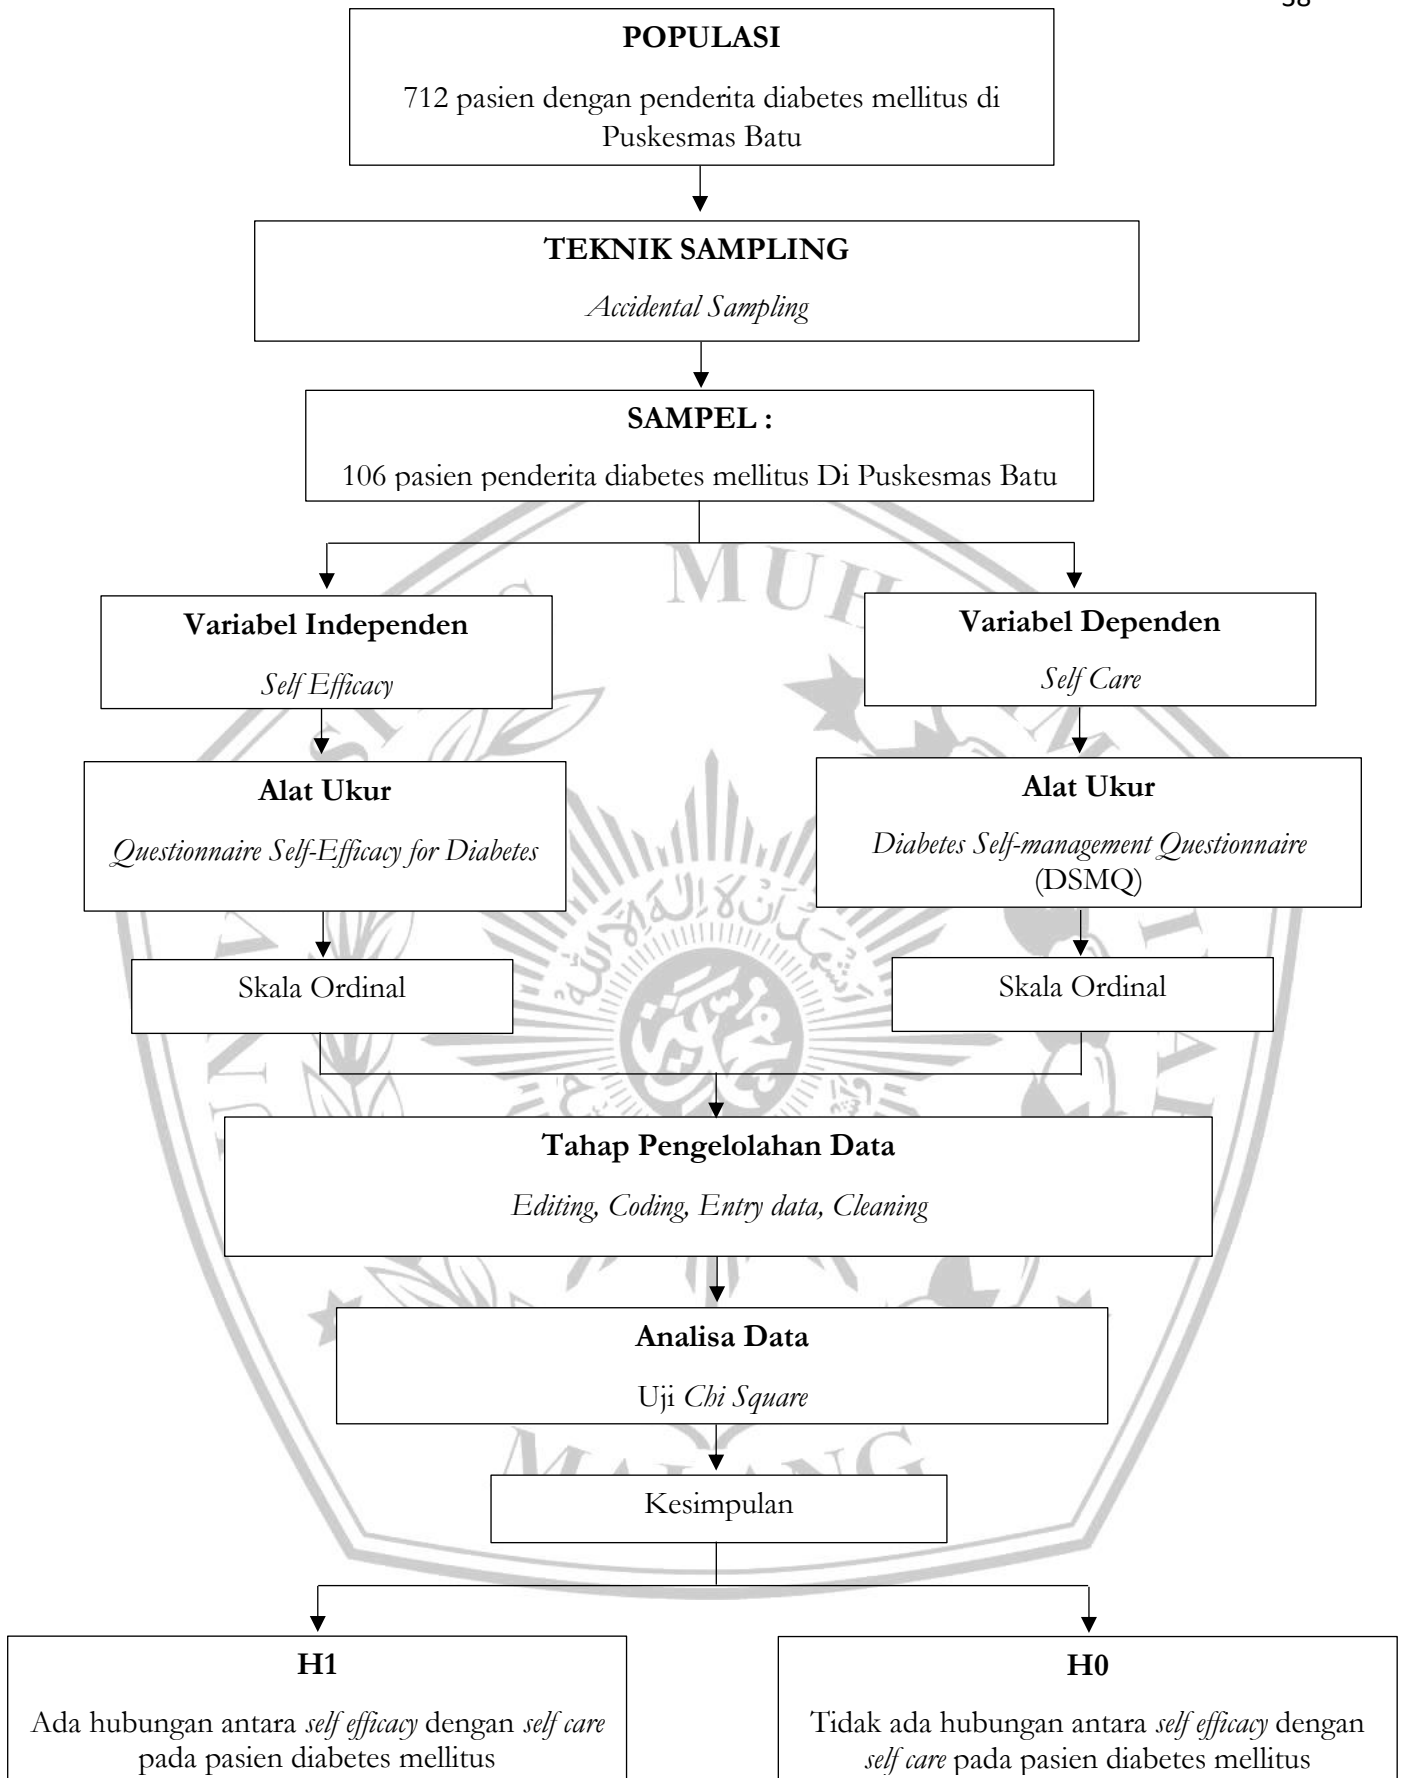 POPULASI
712 pasien dengan penderita diabetes mellitus di
Puskesmas Batu
TEKNIK SAMPLING
Accidental Sampling
SAMPEL :
106 pasien penderita diabetes mellitus Di Puskesmas Batu
Variabel Independen
Self Efficacy
Variabel Dependen
Self Care
Alat Ukur
Questionnaire Self-Efficacy for Diabetes
Alat Ukur
Diabetes Self-management Questionnaire
(DSMQ)
Skala Ordinal
Skala Ordinal
Tahap Pengelolahan Data
Editing, Coding, Entry data, Cleaning
Analisa Data
Uji Chi Square
MALANG
Kesimpulan
H1
Ada hubungan antara self efficacy dengan self care
pada pasien diabetes mellitus
H0
Tidak ada hubungan antara self efficacy dengan
self care pada pasien diabetes mellitus